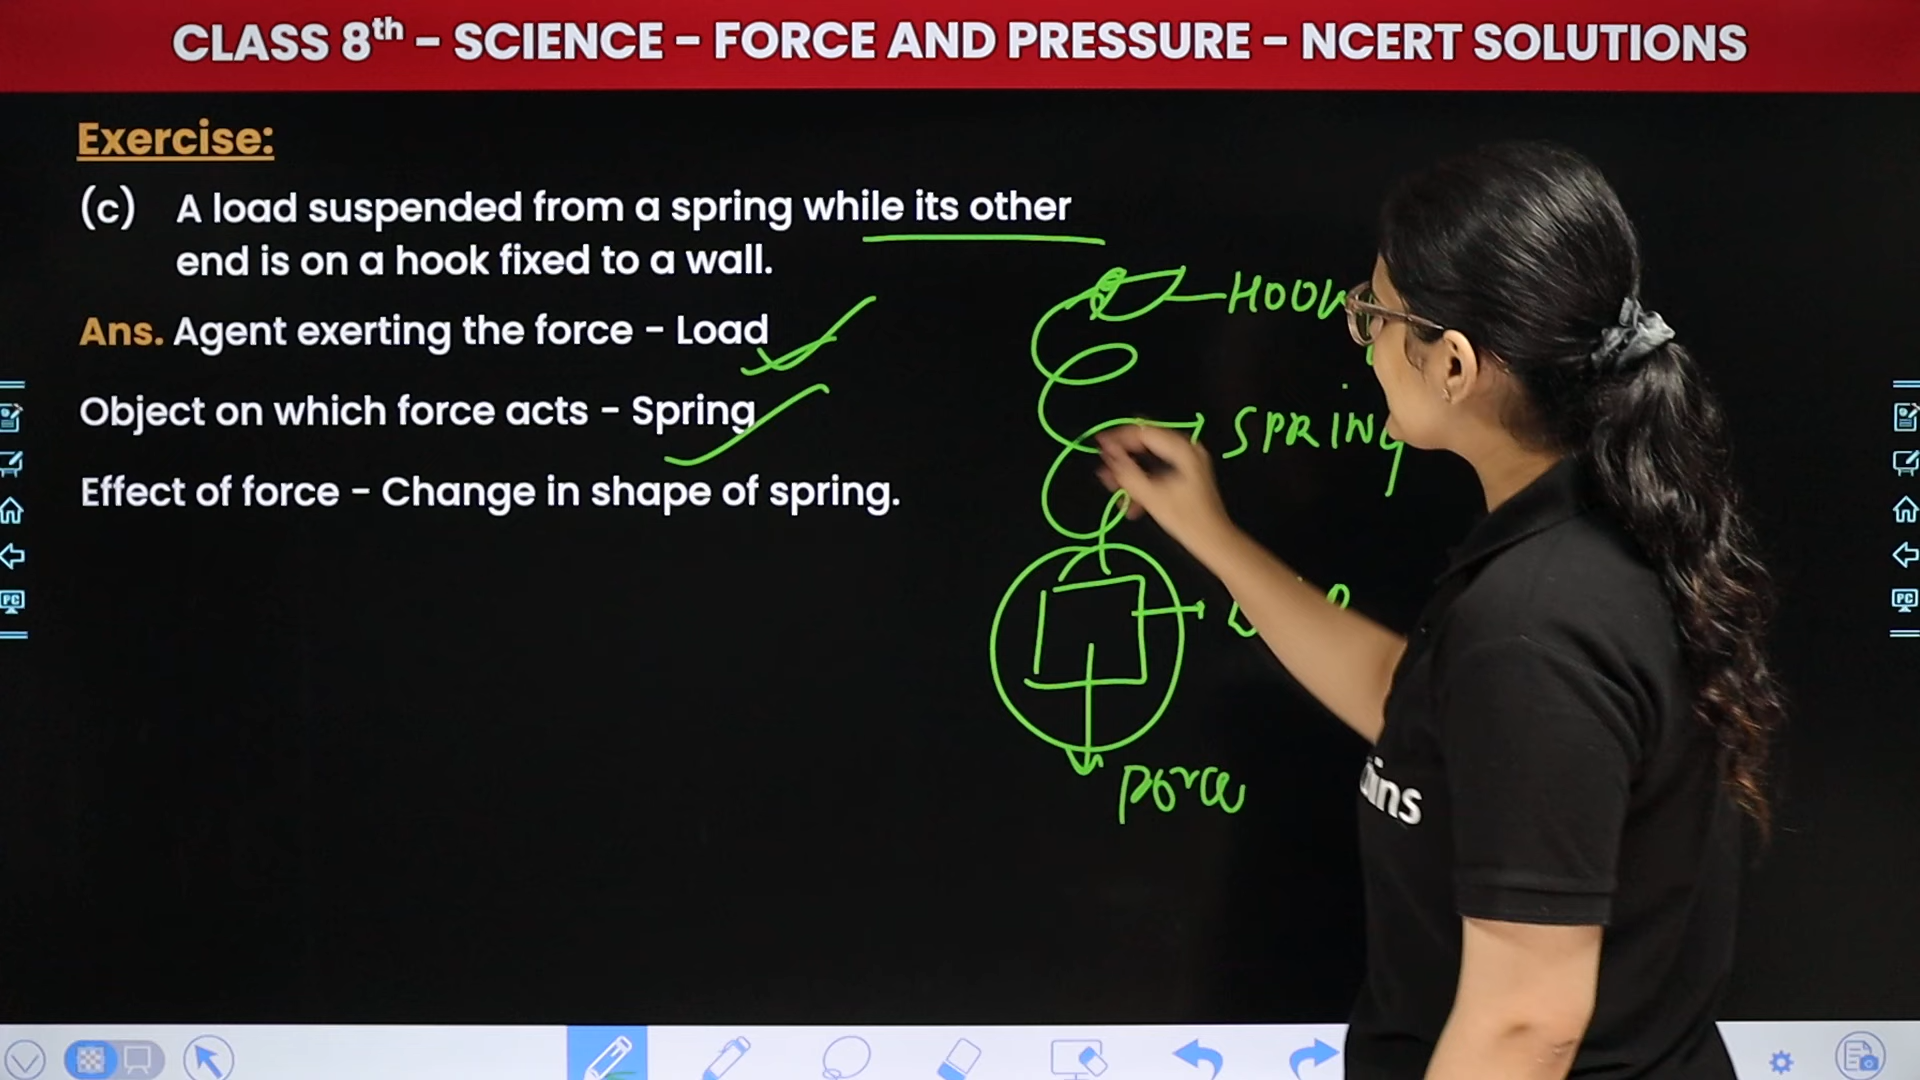 CLASS 8th - SCIENCE - FORCE AND PRESSURE - NCERT SOLUTIONS
Exercise:
(c) A load suspended from a spring while its other
end is on a hook fixed to a wall.
Ans. Agent exerting the force - Load
Object on which force acts - Spring
Effect of force - Change in shape of spring.
HOOK
SPRING
Force
PC
PC